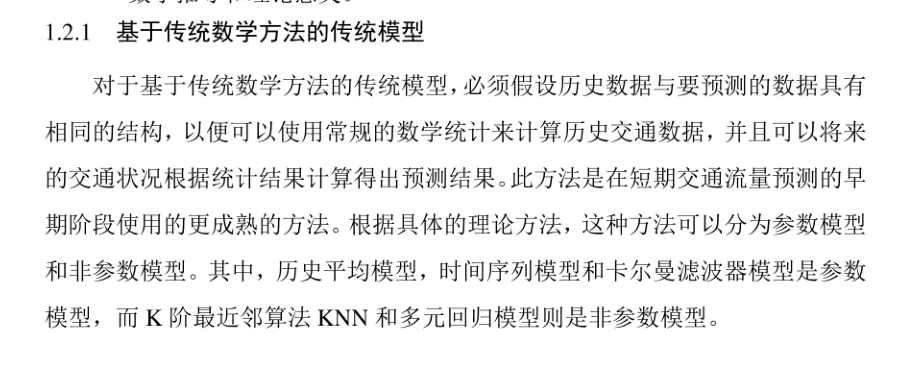 1.2.1 基于传统数学方法的传统模型
对于基于传统数学方法的传统模型，必须假设历史数据与要预测的数据具有
相同的结构，以便可以使用常规的数学统计来计算历史交通数据，并且可以将来
的交通状况根据统计结果计算得出预测结果。此方法是在短期交通流量预测的早
期阶段使用的更成熟的方法。根据具体的理论方法，这种方法可以分为参数模型
和非参数模型。其中，历史平均模型，时间序列模型和卡尔曼滤波器模型是参数
模型，而 K 阶最近邻算法 KNN 和多元回归模型则是非参数模型。